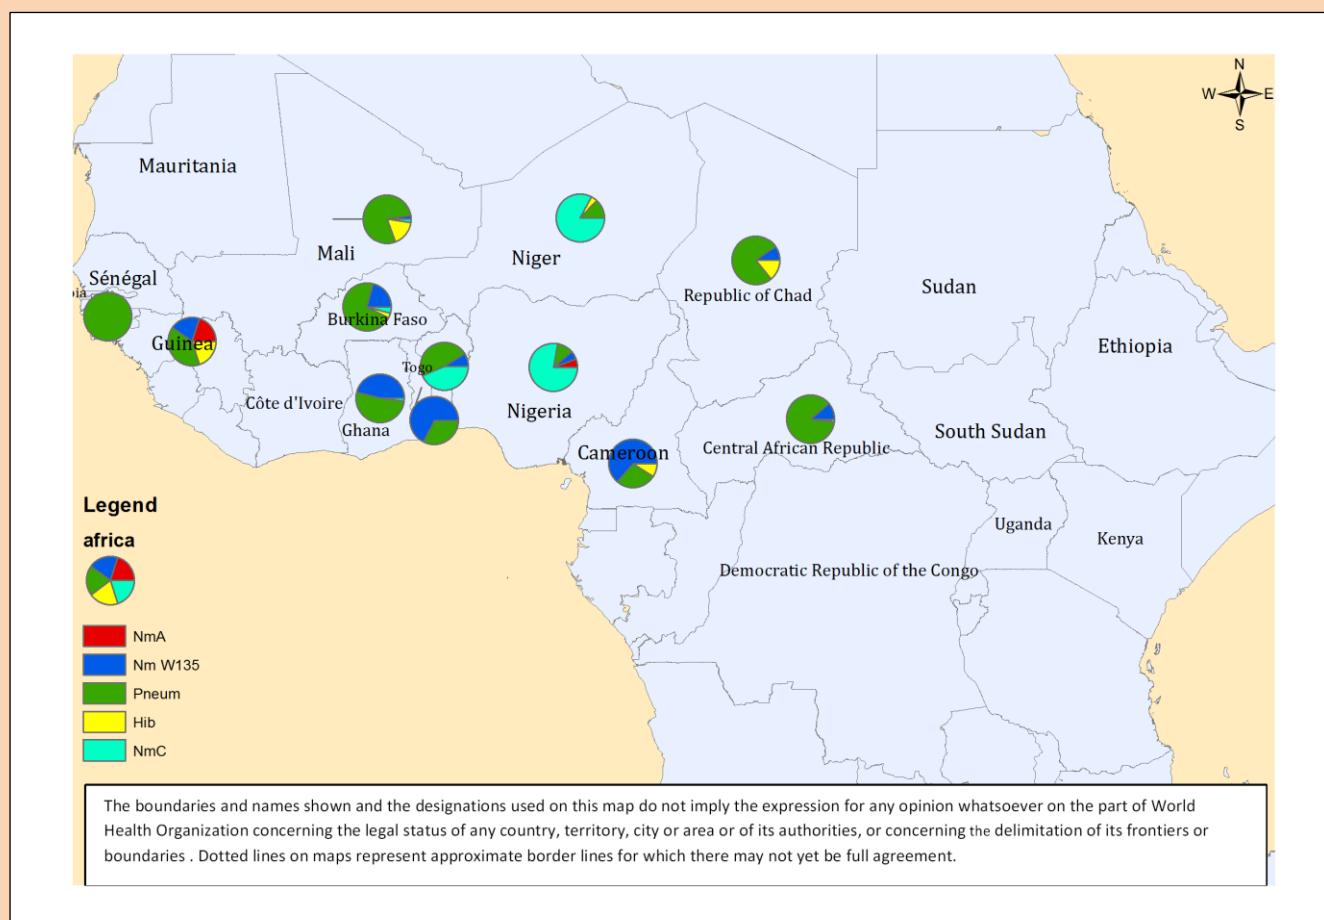 N
W E
S
Mauritania
Mali
Niger
Sénégal
Republic of Chad
Sudan
Burkina Faso
Guinea
Ethiopia
Togo
Côte d'Ivoire
Nigeria
Ghana
South Sudan
Cameroon
Central African Republic
Legend
Uganda
africa
Kenya
Democratic Republic of the Congo
NmA
Nm W135
Pneum
Hib
NmC
The boundaries and names shown and the designations used on this map do not imply the expression for any opinion whatsoever on the part of World
Health Organization concerning the legal status of any country, territory, city or area or of its authorities, or concerning the delimitation of its frontiers or
boundaries . Dotted lines on maps represent approximate border lines for which there may not yet be full agreement.